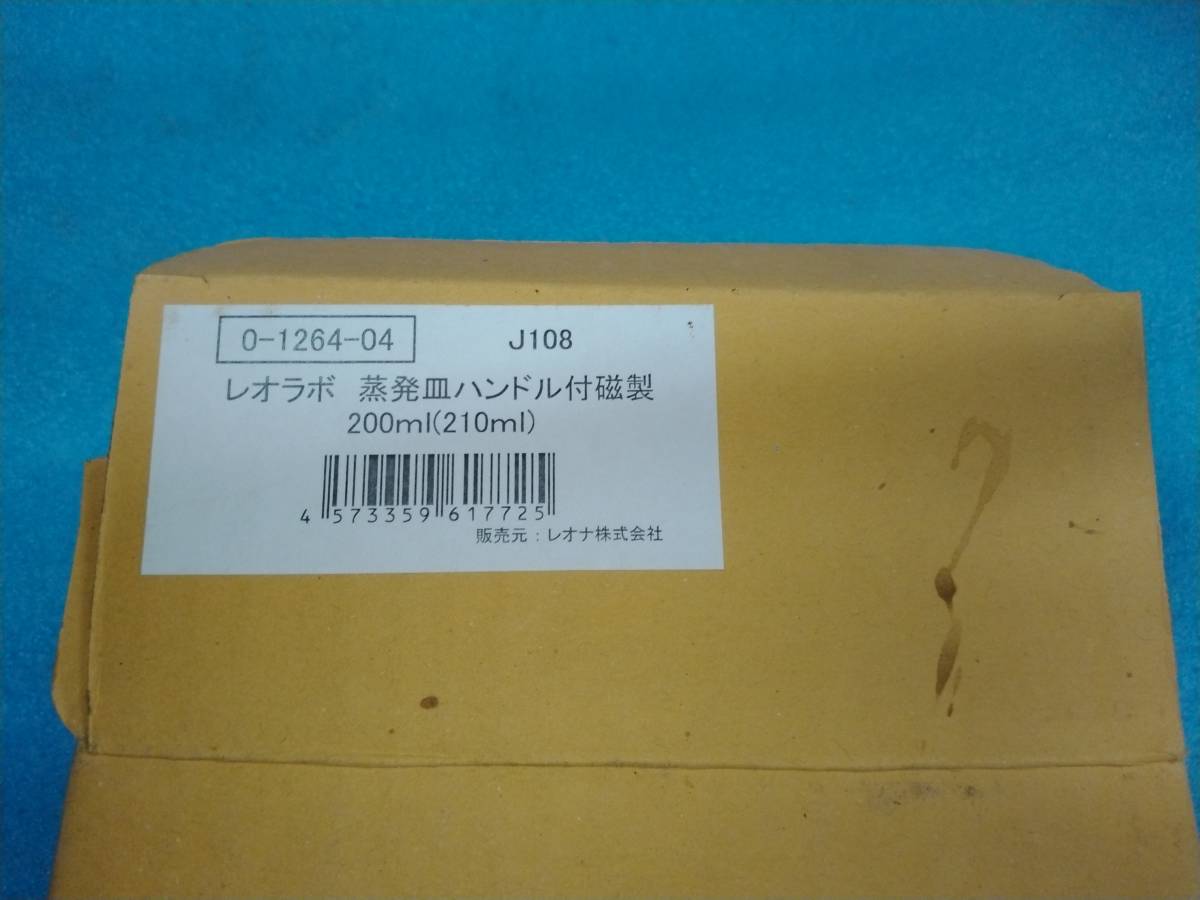 0-1264-04 J108
レオラボ 蒸発皿ハンドル付磁製
200ml(210ml)
4 573359 617725
販売元：レオナ株式会社